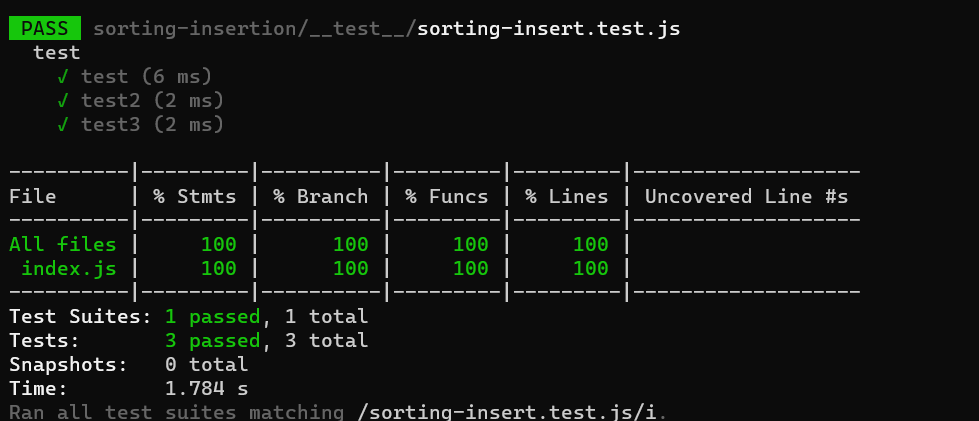 PASS sorting-insertion/__test__/sorting-insert.test.js
test
√ test (6 ms)
√ test2 (2 ms)
√ test3 (2 ms)
----------|---------|----------|---------|---------|-------------------
File      | % Stmts | % Branch | % Funcs | % Lines | Uncovered Line #s
----------|---------|----------|---------|---------|-------------------
All files |     100 |      100 |     100 |     100 |
 index.js |     100 |      100 |     100 |     100 |
----------|---------|----------|---------|---------|-------------------
Test Suites: 1 passed, 1 total
Tests:       3 passed, 3 total
Snapshots:   0 total
Time:        1.784 s
Ran all test suites matching /sorting-insert.test.js/i.